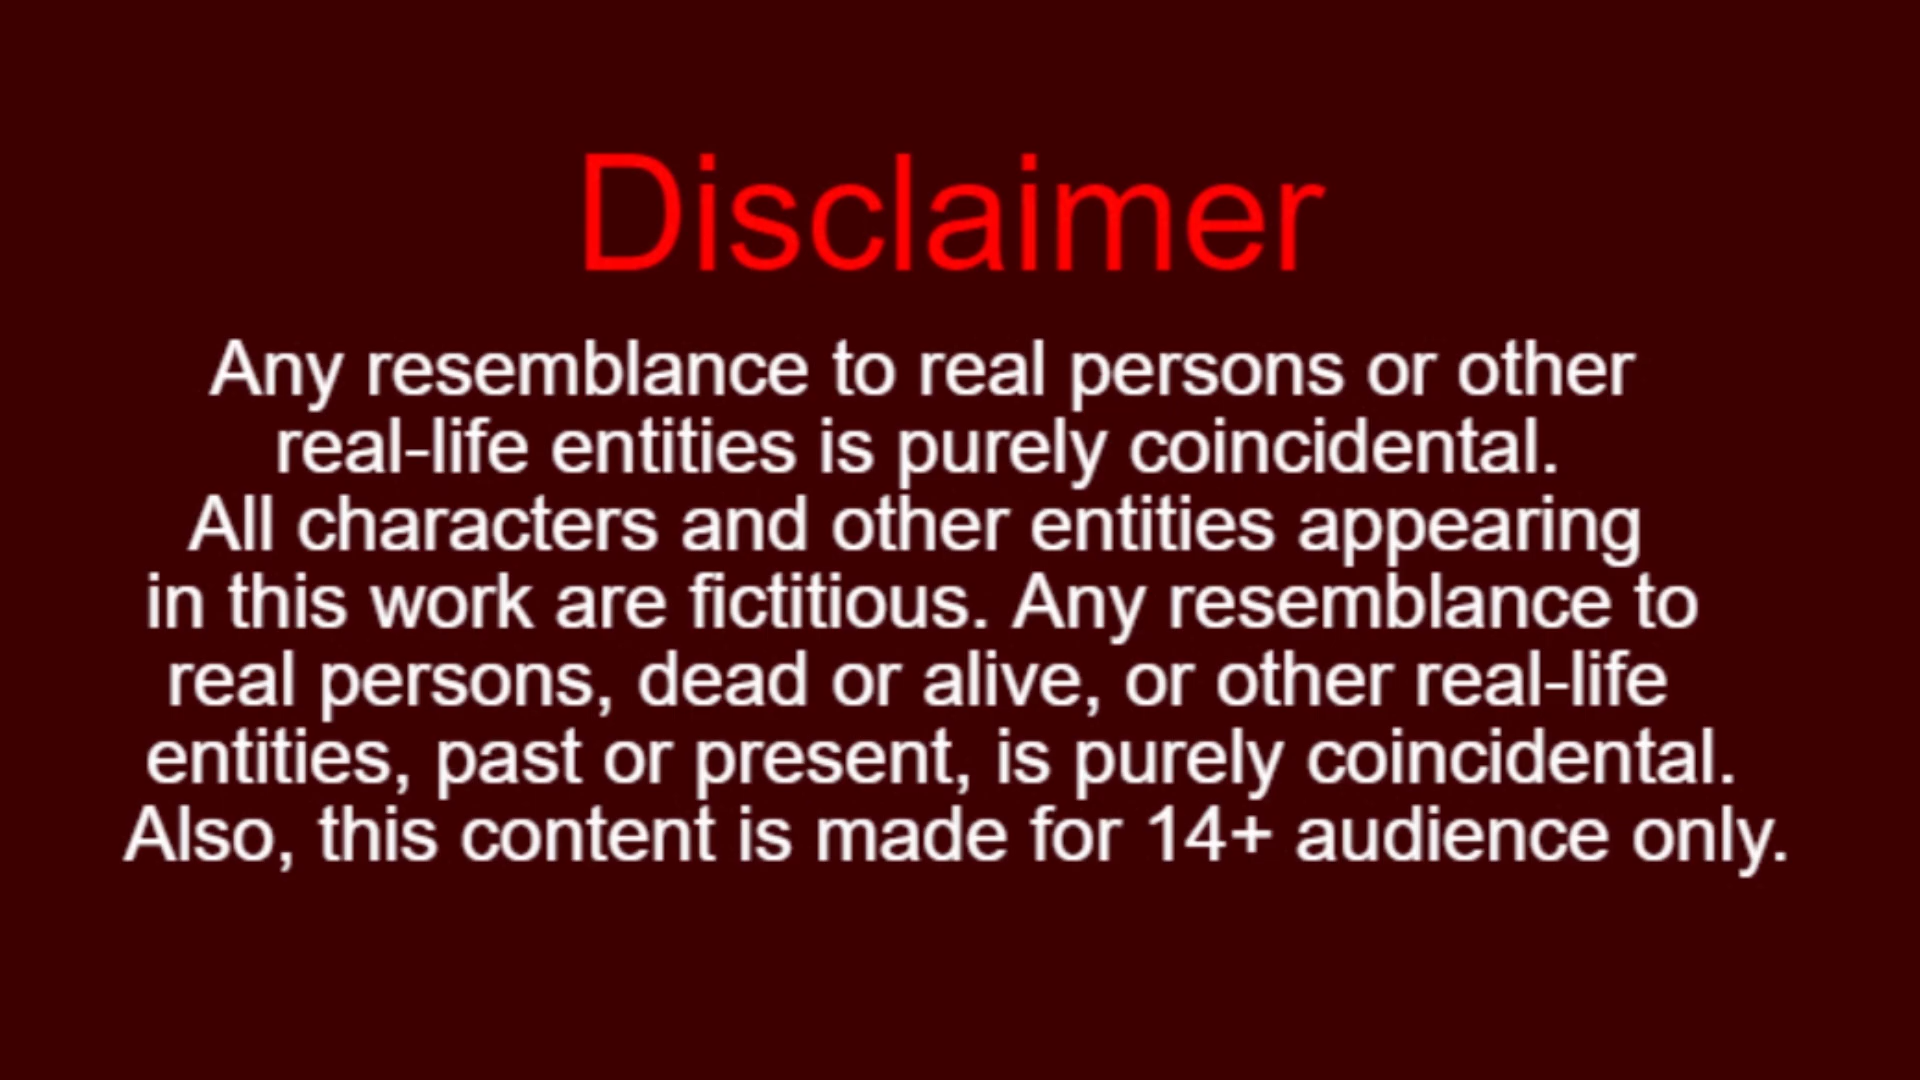 Disclaimer
Any resemblance to real persons or other
real-life entities is purely coincidental.
All characters and other entities appearing
in this work are fictitious. Any resemblance to
real persons, dead or alive, or other real-life
entities, past or present, is purely coincidental.
Also, this content is made for 14+ audience only.